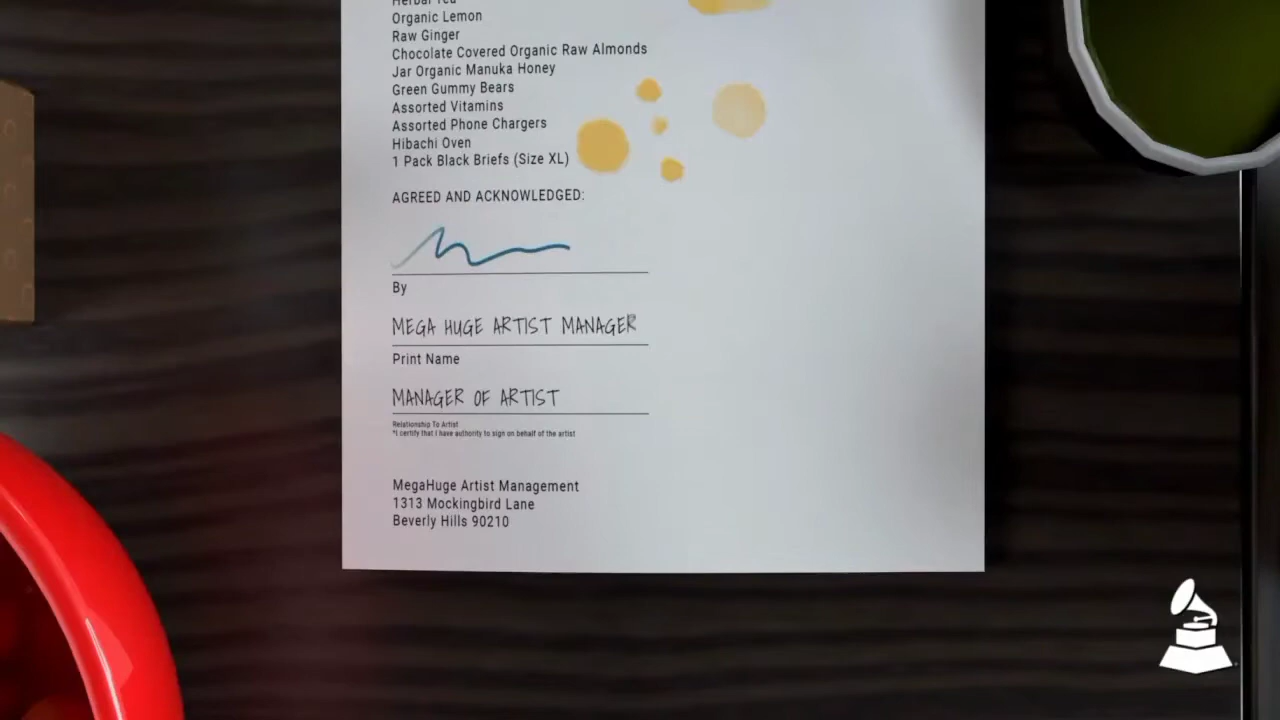 Herbal Tea
Organic Lemon
Raw Ginger
Chocolate Covered Organic Raw Almonds
Jar Organic Manuka Honey
Green Gummy Bears
Assorted Vitamins
Assorted Phone Chargers
Hibachi Oven
1 Pack Black Briefs (Size XL)
AGREED AND ACKNOWLEDGED:
By
MEGA HUGE ARTIST MANAGER
Print Name
MANAGER OF ARTIST
Relationship To Artist
*I certify that I have authority to sign on behalf of the artist
MegaHuge Artist Management
1313 Mockingbird Lane
Beverly Hills 90210